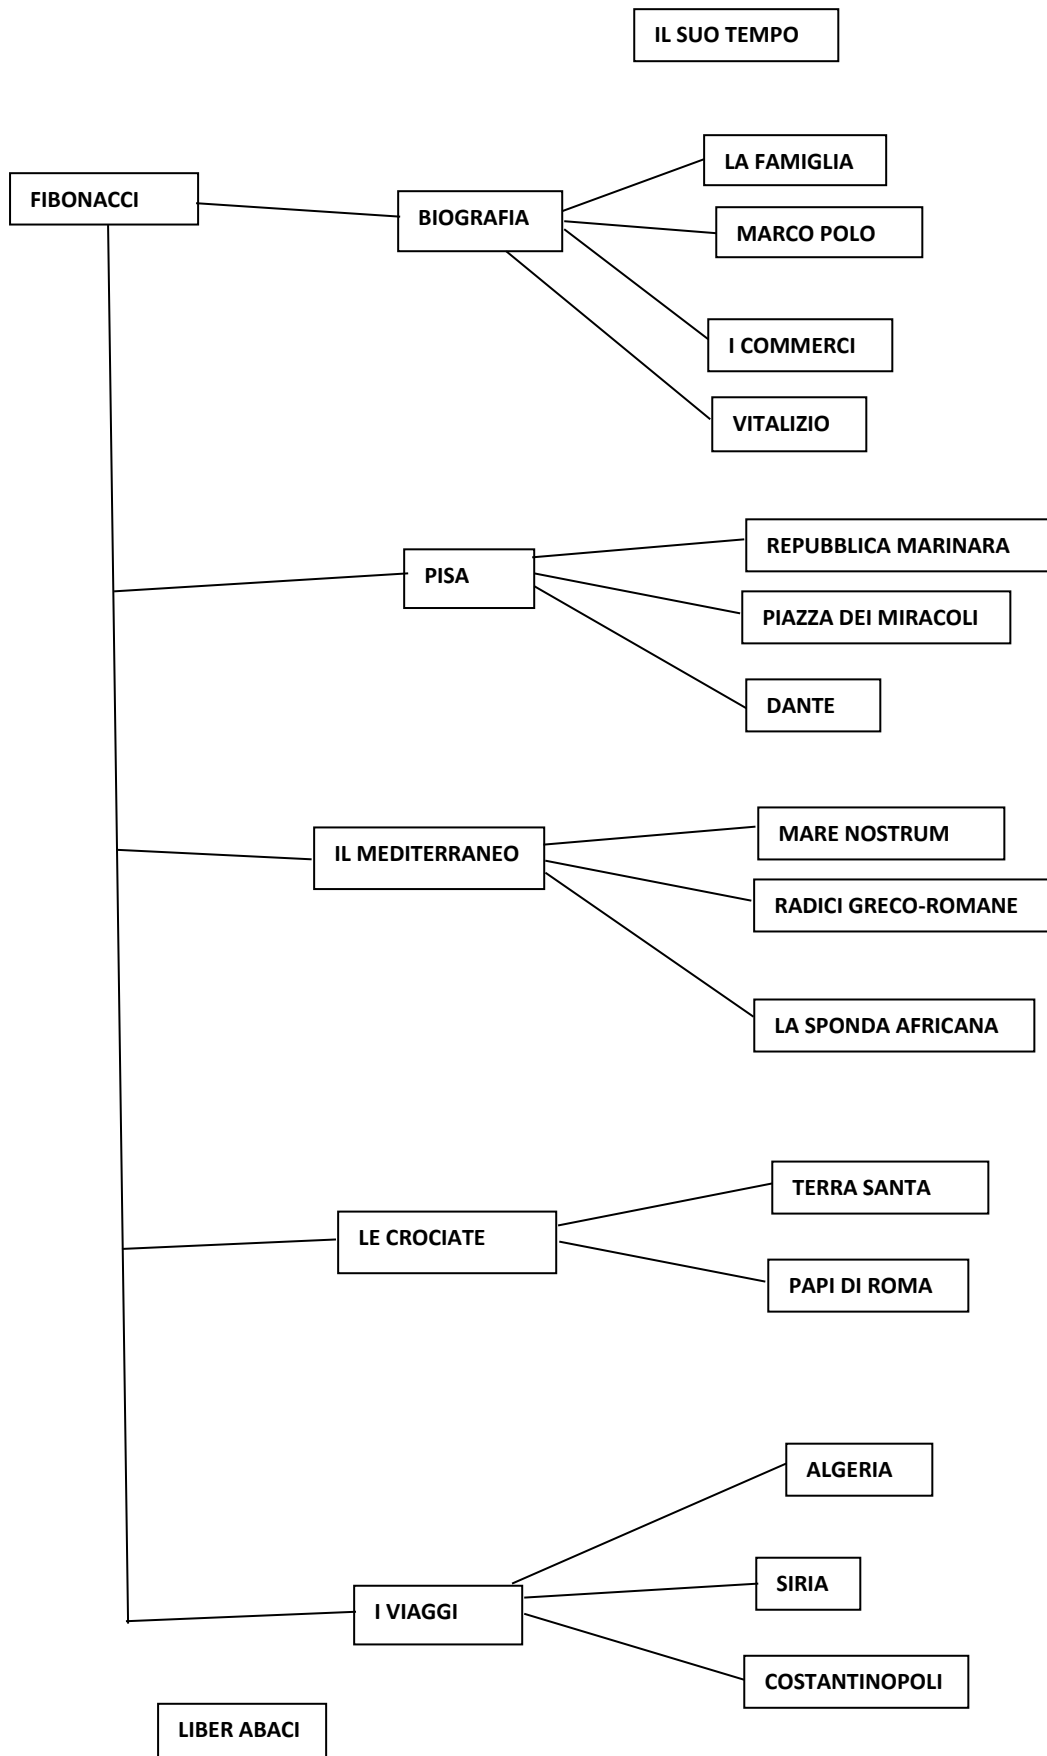 IL SUO TEMPO
LA FAMIGLIA
FIBONACCI
BIOGRAFIA
MARCO POLO
I COMMERCI
VITALIZIO
REPUBBLICA MARINARA
PISA
PIAZZA DEI MIRACOLI
DANTE
MARE NOSTRUM
IL MEDITERRANEO
RADICI GRECO-ROMANE
LA SPONDA AFRICANA
TERRA SANTA
LE CROCIATE
PAPI DI ROMA
ALGERIA
SIRIA
I VIAGGI
COSTANTINOPOLI
LIBER ABACI